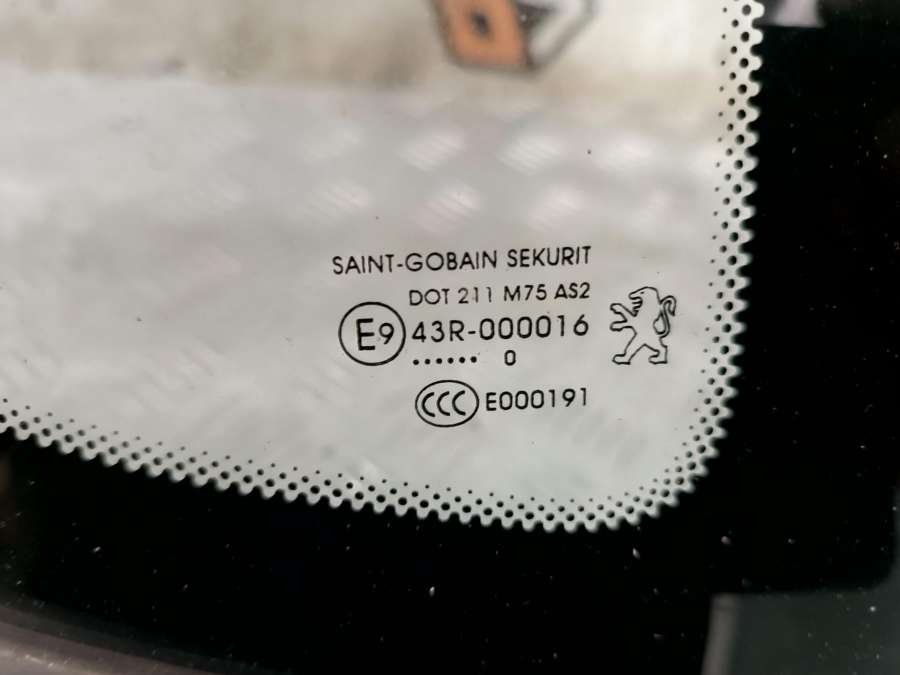 SAINT-GOBAIN SEKURIT
DOT 211 M75 AS2
E9 43R-000016
...... 0
CCC E000191